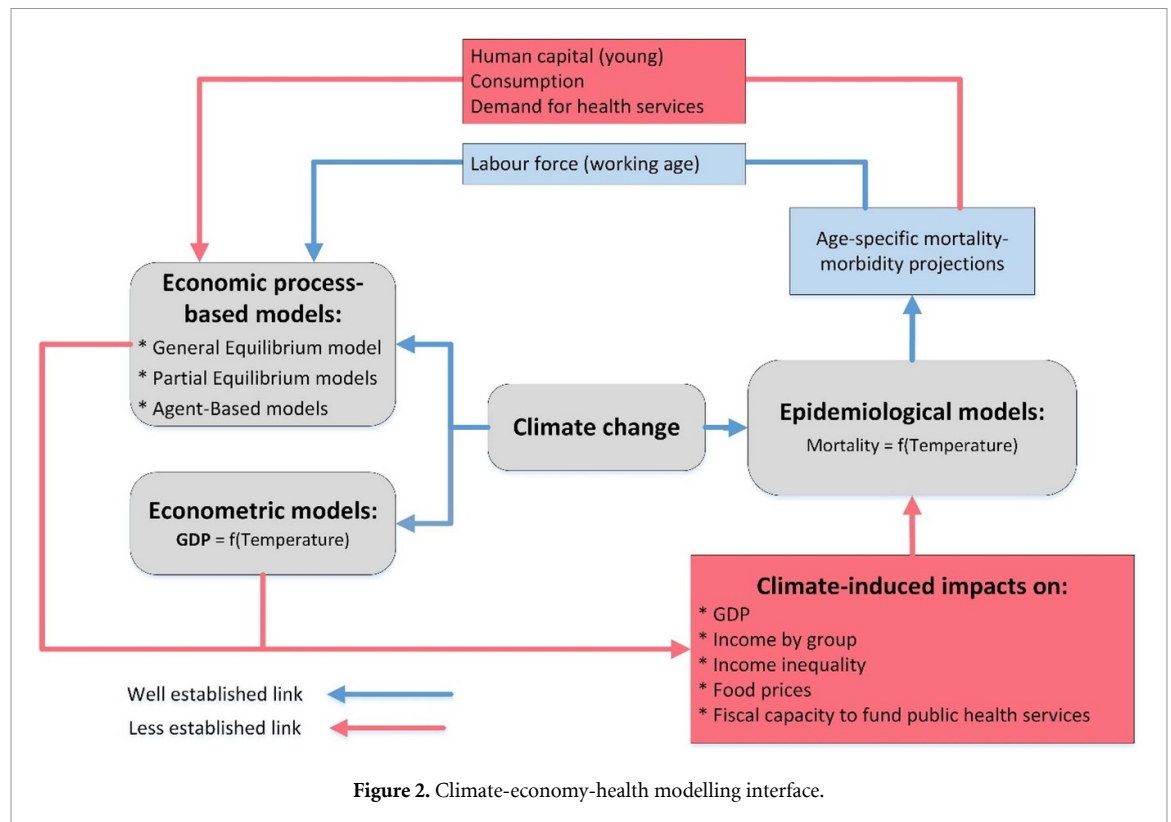 Human capital (young)
Consumption
Demand for health services
Labour force (working age)
Age-specific mortality-
morbidity projections
Economic process-
based models:
* General Equilibrium model
* Partial Equilibrium models
* Agent-Based models
Climate change
Epidemiological models:
Mortality = f(Temperature)
Econometric models:
GDP = f(Temperature)
Climate-induced impacts on:
* GDP
* Income by group
* Income inequality
* Food prices
* Fiscal capacity to fund public health services
Well established link
Less established link
Figure 2. Climate-economy-health modelling interface.